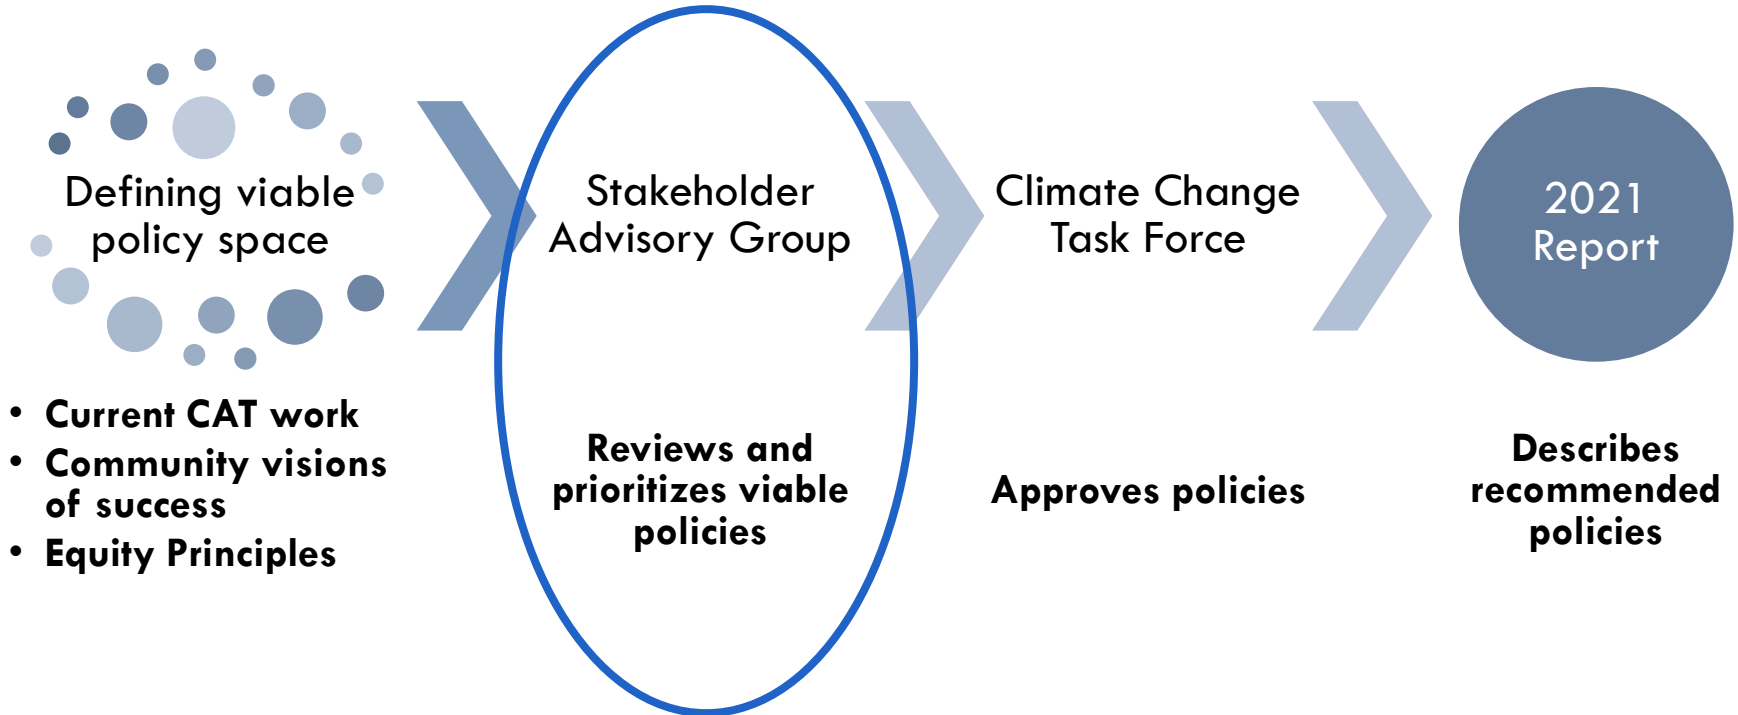 Defining viable
policy space
Stakeholder
Advisory Group
Climate Change
Task Force
2021
Report
• Current CAT work
• Community visions
of success
• Equity Principles
Reviews and
prioritizes viable
policies
Approves policies
Describes
recommended
policies